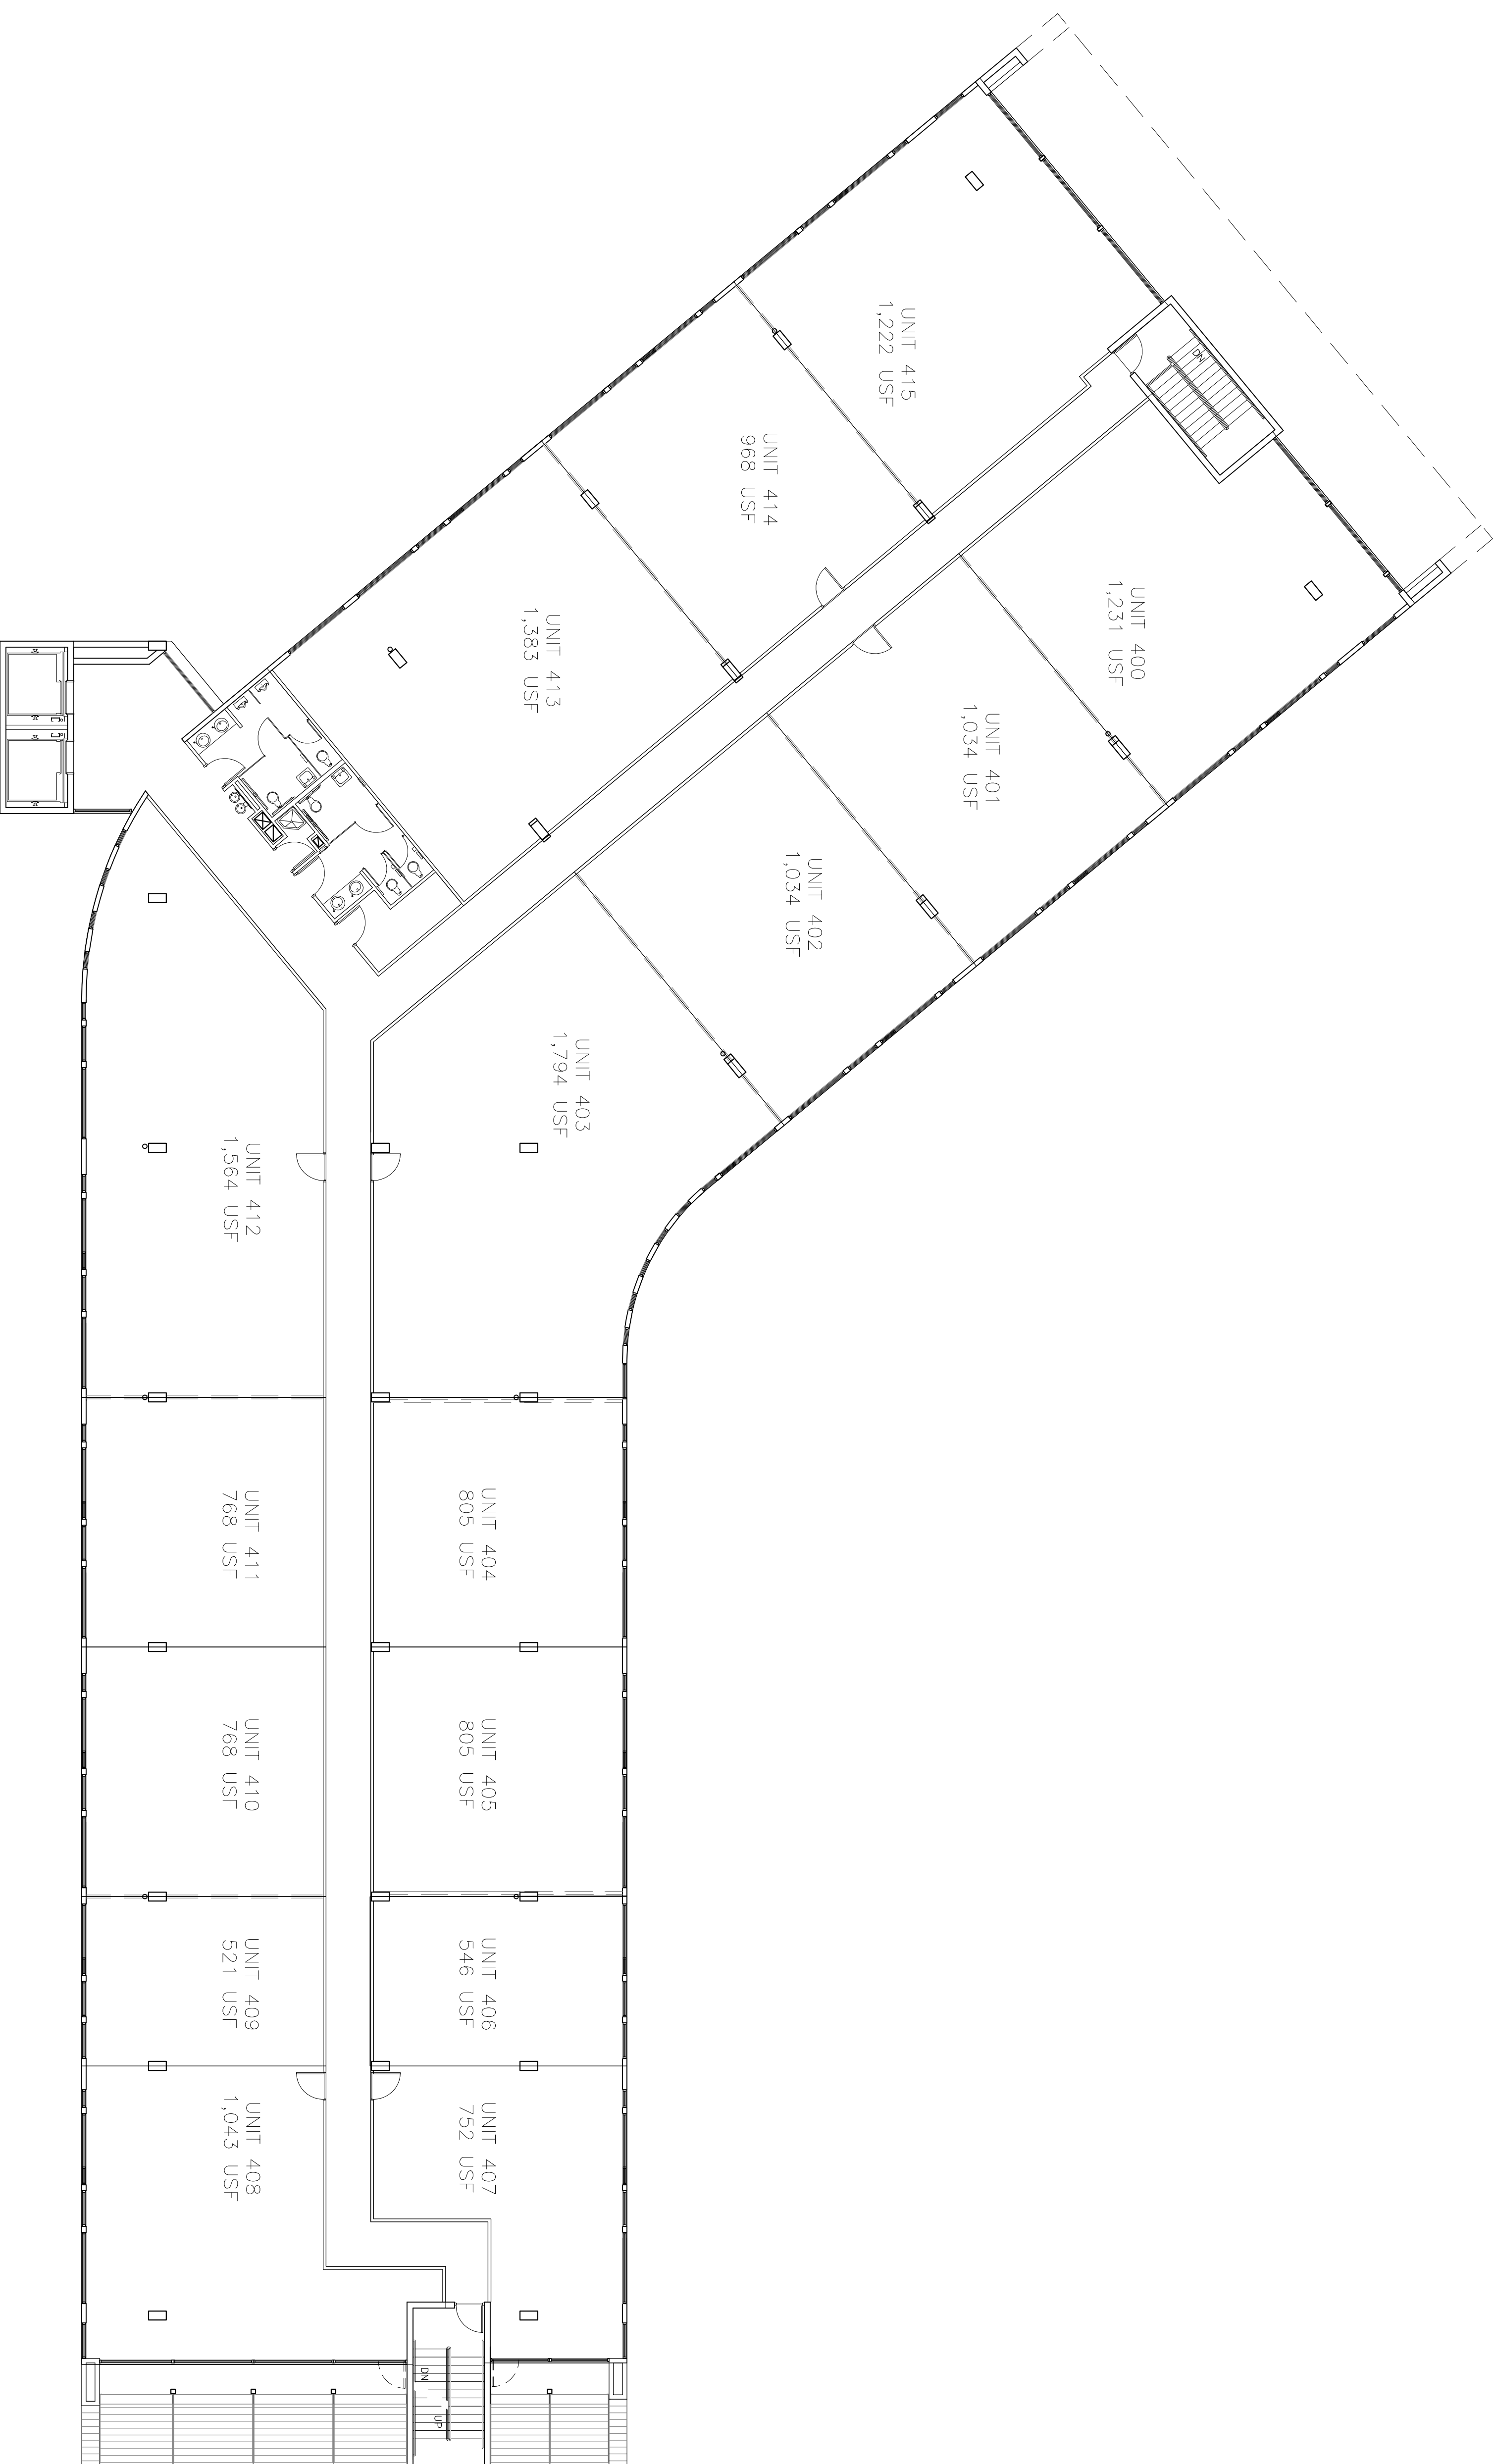 DN
UNIT 415
1,222 USF
UNIT 414
968 USF
UNIT 413
1,383 USF
UNIT 400
1,231 USF
UNIT 401
1,034 USF
UNIT 402
1,034 USF
UNIT 403
1,794 USF
UNIT 412
1,564 USF
UNIT 411
768 USF
UNIT 404
805 USF
UNIT 410
768 USF
UNIT 405
805 USF
UNIT 409
521 USF
UNIT 406
546 USF
UNIT 408
1,043 USF
UNIT 407
752 USF
DN
UP